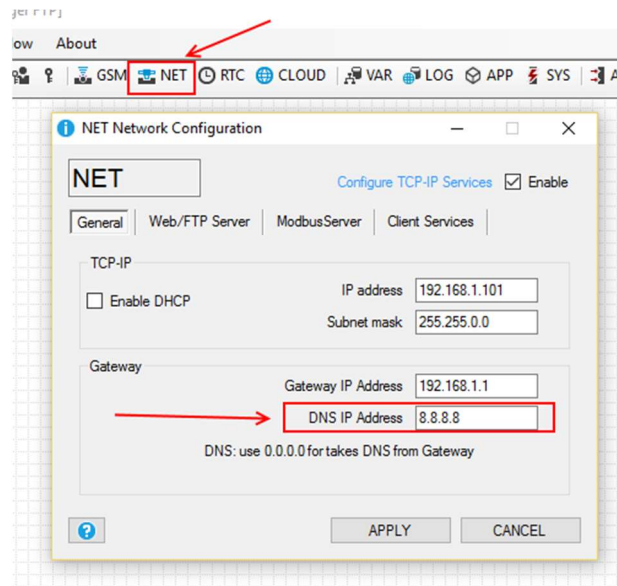 About
GSM NET RTC CLOUD VAR LOG APP SYS
NET Network Configuration
NET
Configure TCP-IP Services Enable
General Web/FTP Server ModbusServer Client Services
TCP-IP
Enable DHCP
IP address 192.168.1.101
Subnet mask 255.255.0.0
Gateway
Gateway IP Address 192.168.1.1
DNS IP Address 8.8.8.8
DNS: use 0.0.0.0 for takes DNS from Gateway
APPLY CANCEL